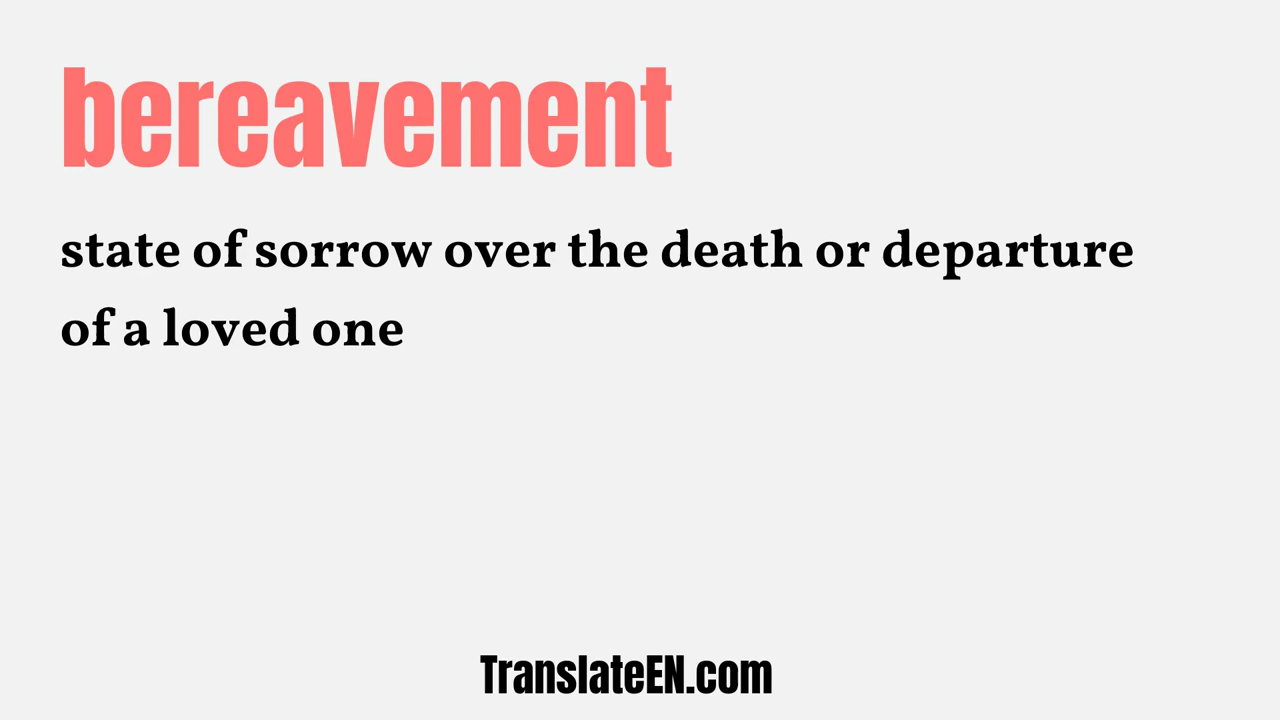 bereavement
state of sorrow over the death or departure
of a loved one
TranslateEN.com